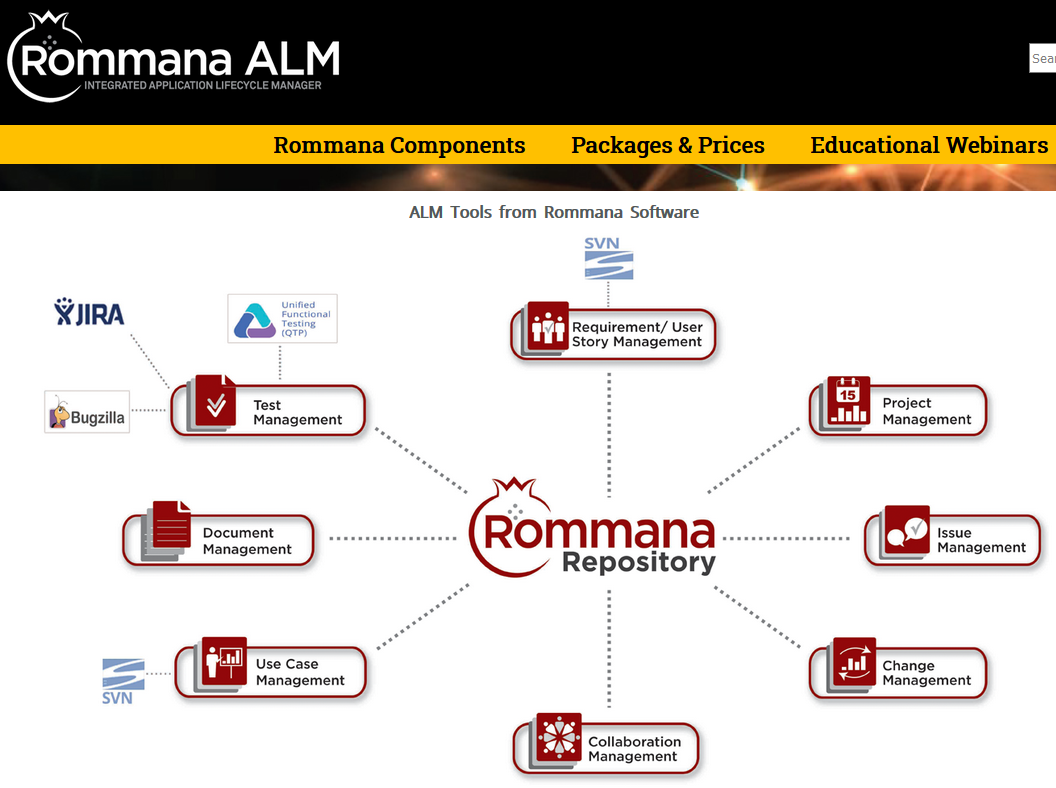 Rommana ALM
INTEGRATED APPLICATION LIFECYCLE MANAGER
Rommana Components
Packages & Prices
Educational Webinars
ALM Tools from Rommana Software
SVN
JIRA
Unified
Functional
Testing
(QTP)
Requirement/ User
Story Management
Bugzilla
Test
Management
15
Project
Management
Document
Management
Rommana
Repository
Issue
Management
SVN
Use Case
Management
Change
Management
Collaboration
Management